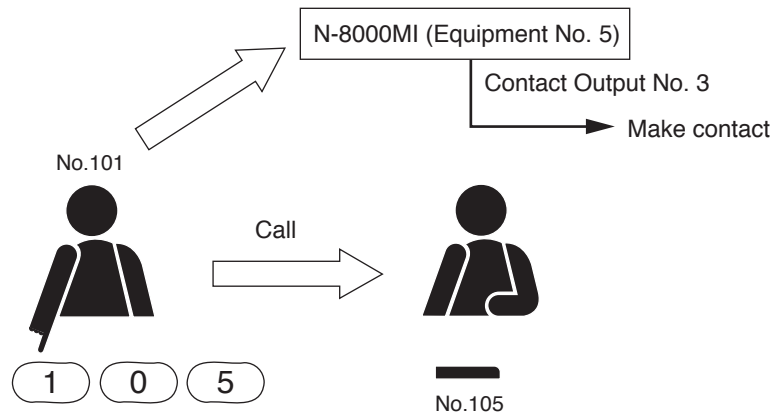 N-8000MI (Equipment No. 5)
Contact Output No. 3
Make contact
No.101
Call
1 0 5
No.105